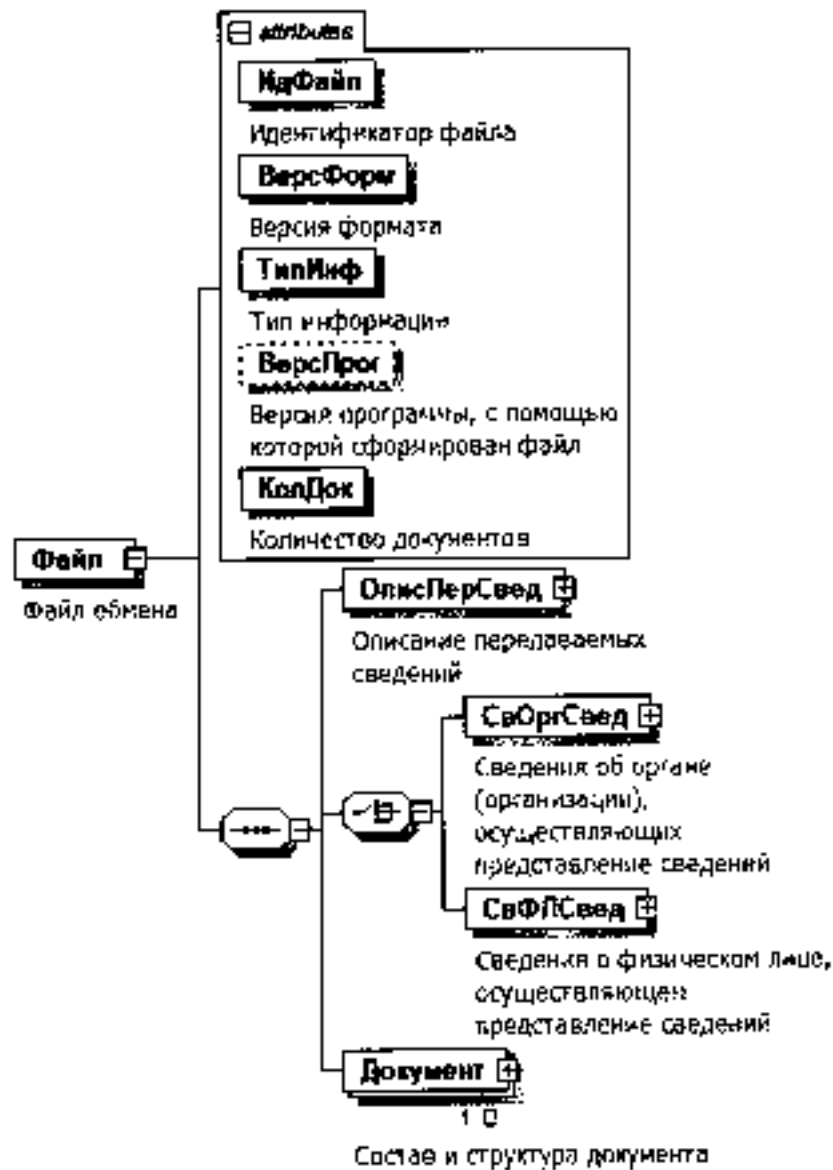 attributes
ИдФайл
Идентификатор файла
ВерсФорм
Версия формата
ТипИнф
Тип информации
ВерсПрог
Версия программы, с помощью
которой сформирован файл
КолДок
Количество документов
Файл
Файл обмена
ОписПерСвед
Описание передаваемых
сведений
СвОргСвед
Сведения об органе
(организации),
осуществляющих
представление сведений
СвФЛСвед
Сведения о физическом лице,
осуществляющем
представление сведений
Документ
Состав и структура документа